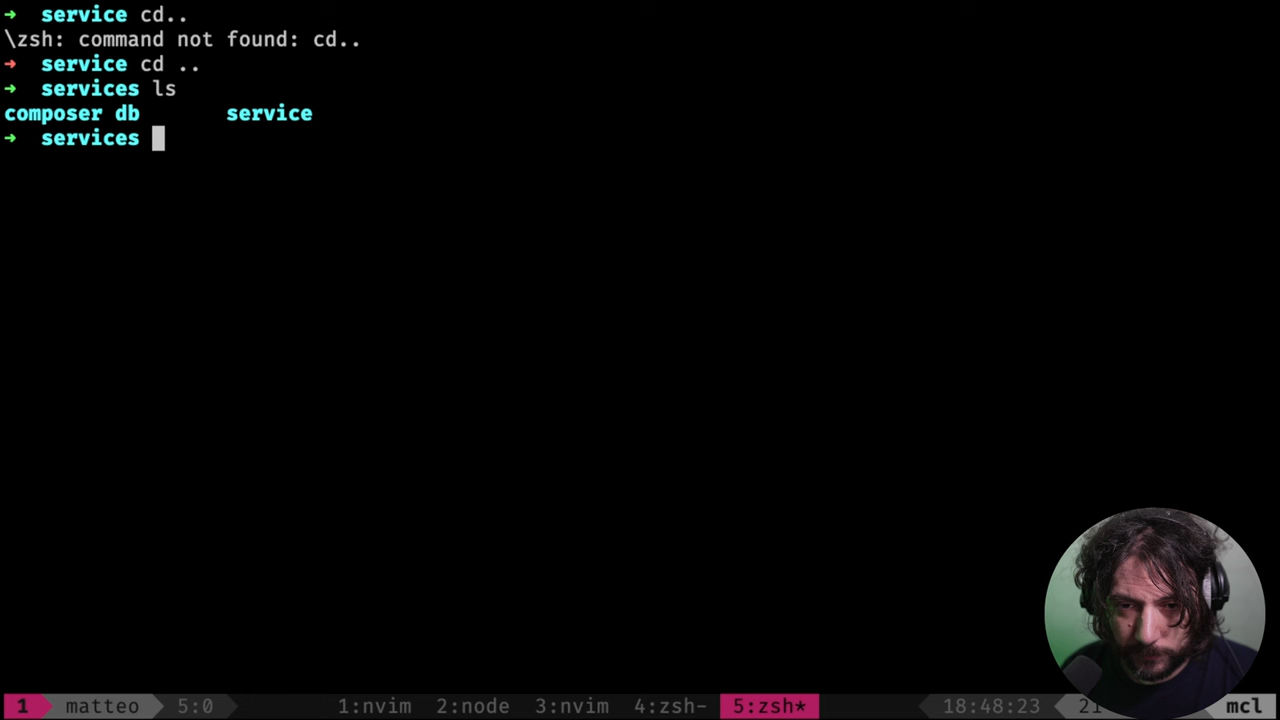 ➜  service cd..
\zsh: command not found: cd..
➜  service cd ..
➜  services ls
composer db       service
➜  services
1 matteo 5:0 1:nvim 2:node 3:nvim 4:zsh- 5:zsh* 18:48:23 21 mcl